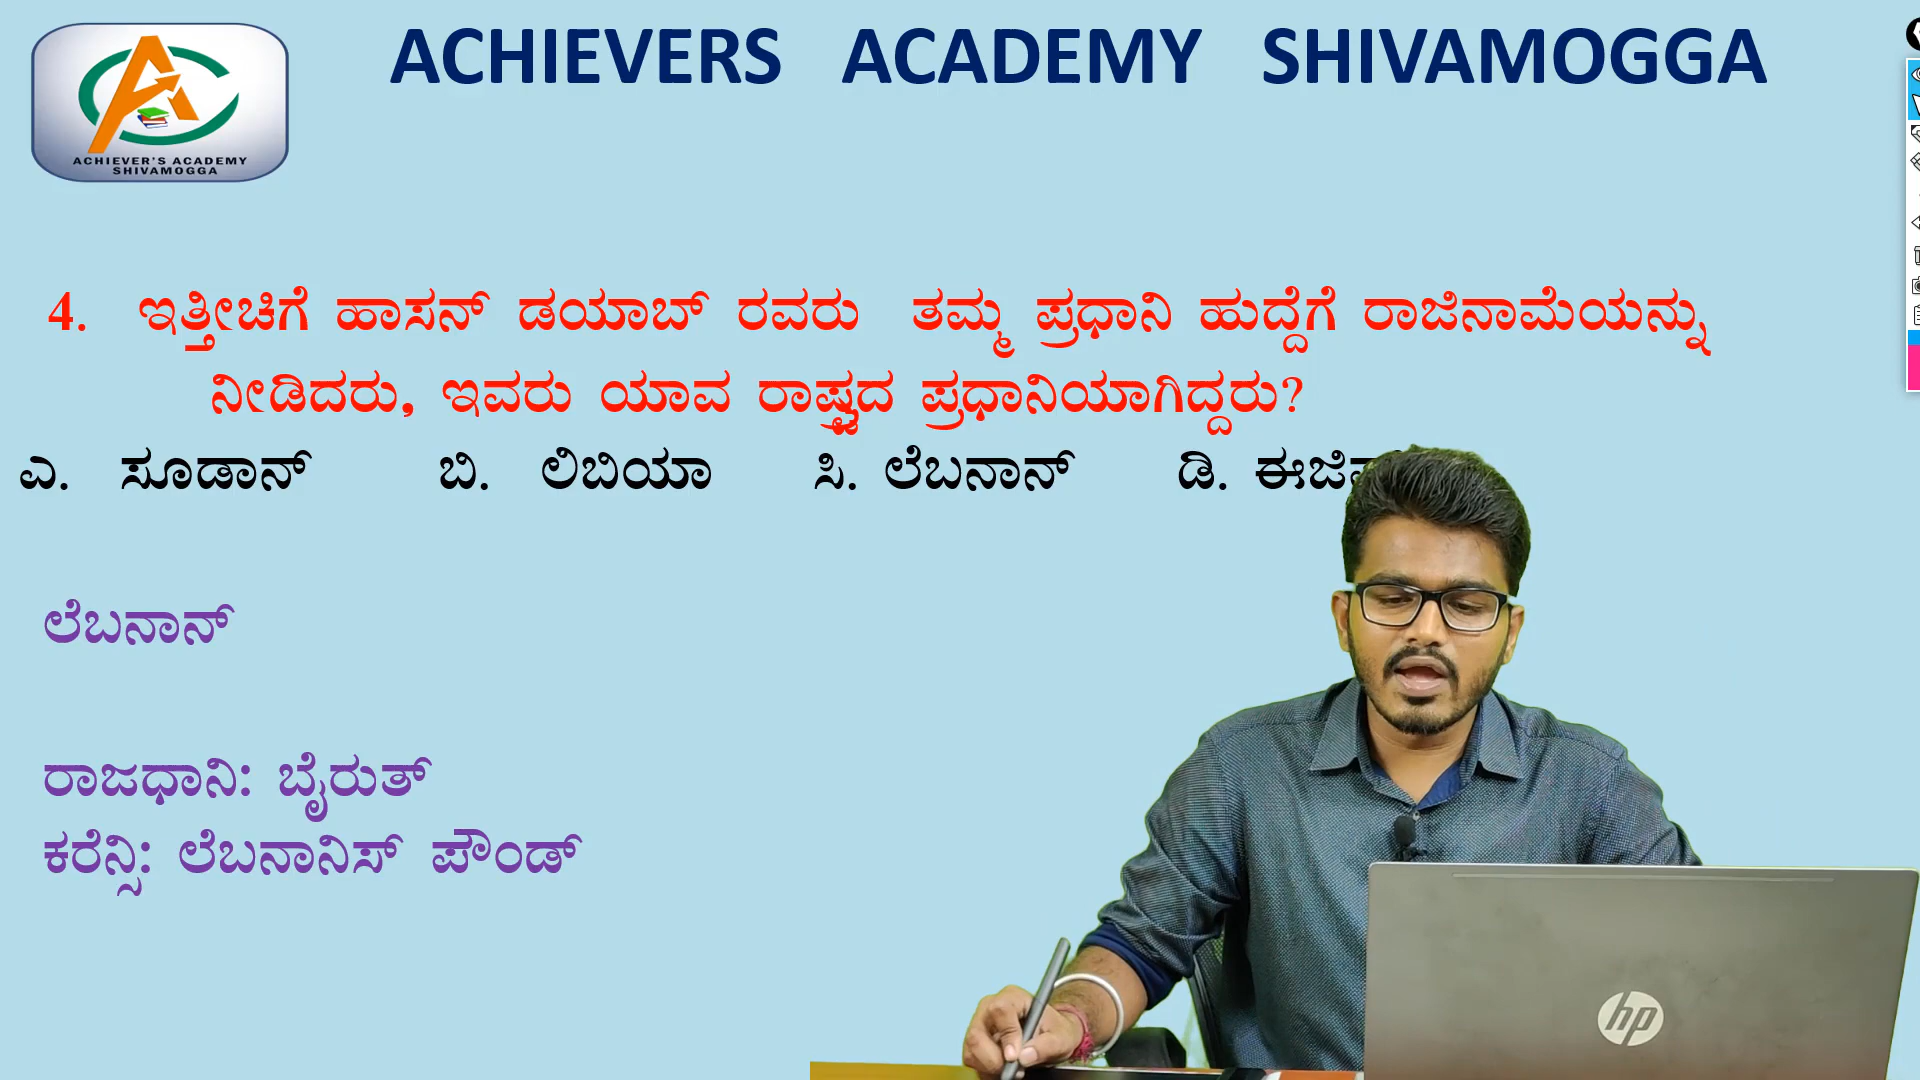 ACHIEVERS ACADEMY SHIVAMOGGA
ACHIEVER'S ACADEMY
SHIVAMOGGA
4. ಇತ್ತೀಚಿಗೆ ಹಾಸನ್ ಡಯಾಬ್ ರವರು ತಮ್ಮ ಪ್ರಧಾನಿ ಹುದ್ದೆಗೆ ರಾಜಿನಾಮೆಯನ್ನು
ನೀಡಿದರು, ಇವರು ಯಾವ ರಾಷ್ಟ್ರದ ಪ್ರಧಾನಿಯಾಗಿದ್ದರು?
ಎ. ಸೂಡಾನ್ ಬಿ. ಲಿಬಿಯಾ ಸಿ. ಲೆಬನಾನ್ ಡಿ.
ಲೆಬನಾನ್
ರಾಜಧಾನಿ: ಬೈರುತ್
ಕರೆನ್ಸಿ: ಲೆಬನಾನಿಸ್ ಪೌಂಡ್
hp